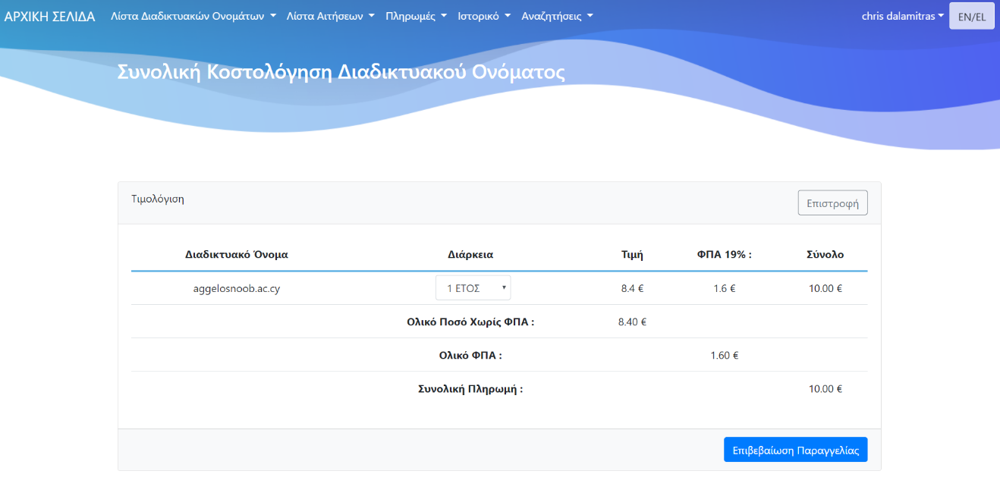 ΑΡΧΙΚΗ ΣΕΛΙΔΑ Λίστα Διαδικτυακών Ονομάτων Λίστα Αιτήσεων Πληρωμές Ιστορικό Αναζητήσεις chris dalamitras EN/EL
Συνολική Κοστολόγηση Διαδικτυακού Ονόματος
Τιμολόγιση Επιστροφή
Διαδικτυακό Όνομα Διάρκεια Τιμή ΦΠΑ 19% : Σύνολο
aggelosnoob.ac.cy 1 ΕΤΟΣ 8.4 € 1.6 € 10.00 €
Ολικό Ποσό Χωρίς ΦΠΑ : 8.40 €
Ολικό ΦΠΑ : 1.60 €
Συνολική Πληρωμή : 10.00 €
Επιβεβαίωση Παραγγελίας